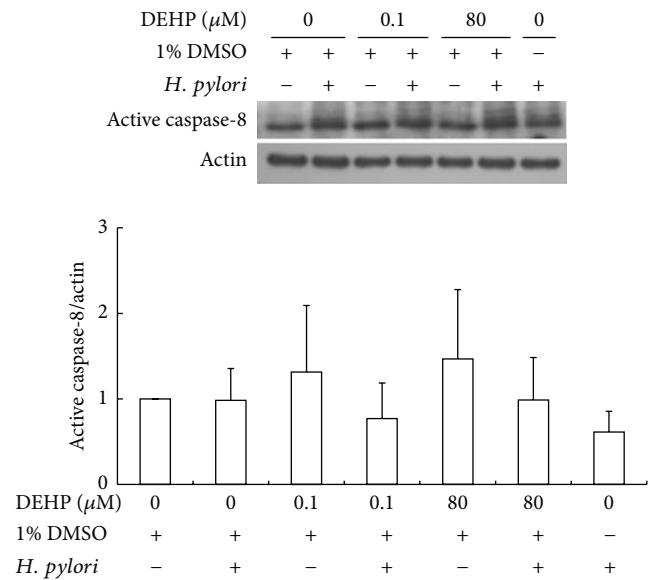 DEHP (μM) 0 0.1 80 0
1% DMSO + + + + + + −
H. pylori − + − + − + +
Active caspase-8
Actin
3
2
1
0
Active caspase-8/actin
DEHP (μM) 0 0 0.1 0.1 80 80 0
1% DMSO + + + + + + −
H. pylori − + − + − + +